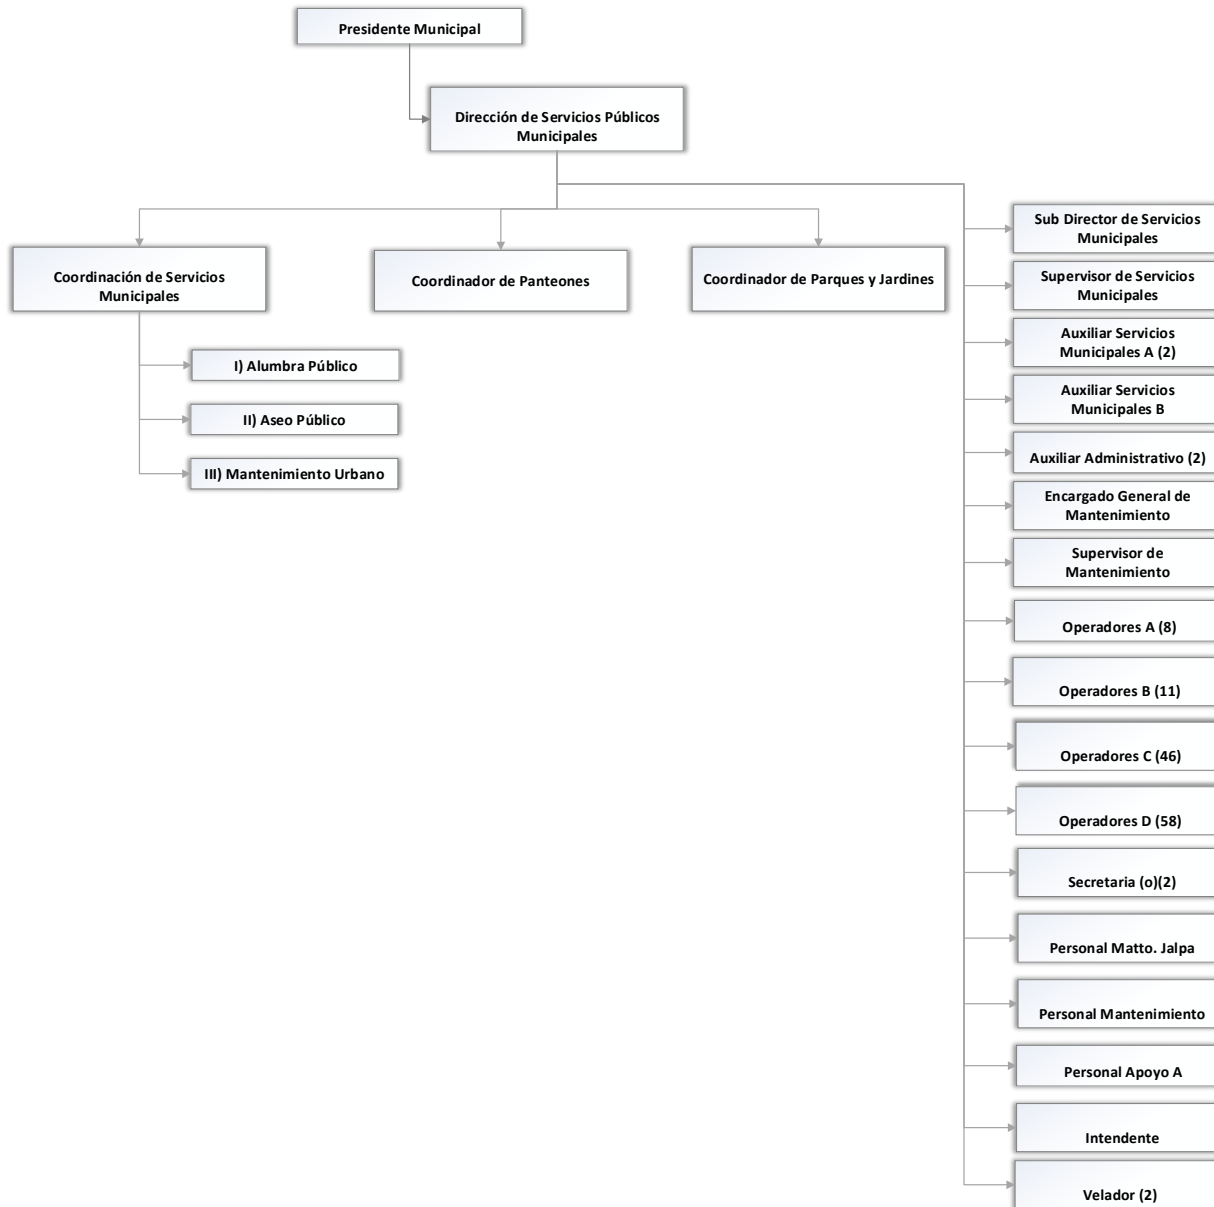 Presidente Municipal
Dirección de Servicios Públicos
Municipales
Coordinación de Servicios
Municipales
Coordinador de Panteones
Coordinador de Parques y Jardines
I) Alumbra Público
II) Aseo Público
III) Mantenimiento Urbano
Sub Director de Servicios
Municipales
Supervisor de Servicios
Municipales
Auxiliar Servicios
Municipales A (2)
Auxiliar Servicios
Municipales B
Auxiliar Administrativo (2)
Encargado General de
Mantenimiento
Supervisor de
Mantenimiento
Operadores A (8)
Operadores B (11)
Operadores C (46)
Operadores D (58)
Secretaria (o)(2)
Personal Matto. Jalpa
Personal Mantenimiento
Personal Apoyo A
Intendente
Velador (2)